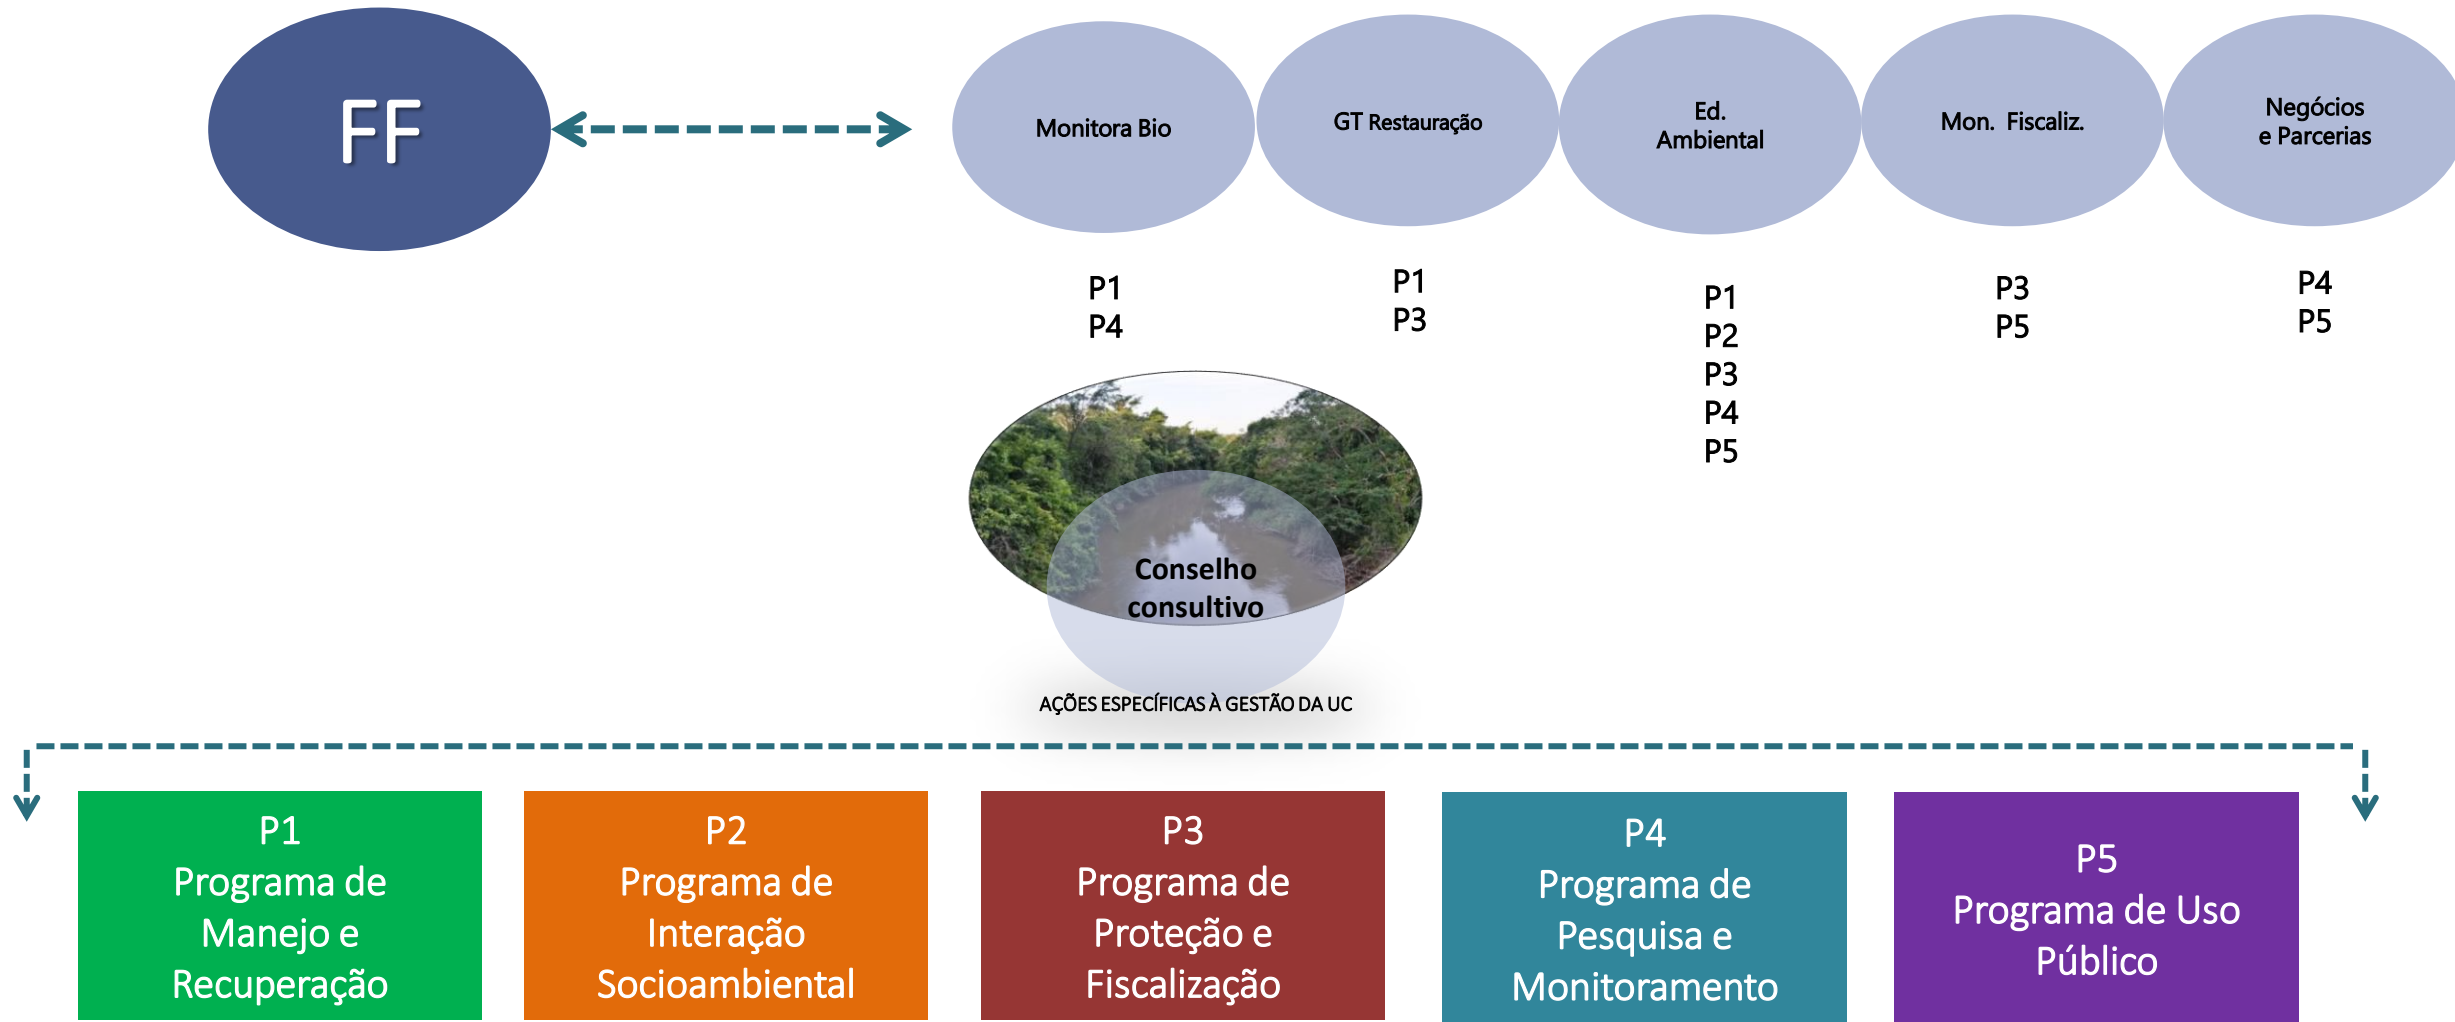 FF
Monitora Bio
GT Restauração
Ed.
Ambiental
Mon. Fiscaliz.
Negócios
e Parcerias
P1
P4
P1
P3
P1
P2
P3
P4
P5
P3
P5
P4
P5
Conselho
consultivo
AÇÕES ESPECÍFICAS À GESTÃO DA UC
P1
Programa de
Manejo e
Recuperação
P2
Programa de
Interação
Socioambiental
P3
Programa de
Proteção e
Fiscalização
P4
Programa de
Pesquisa e
Monitoramento
P5
Programa de Uso
Público